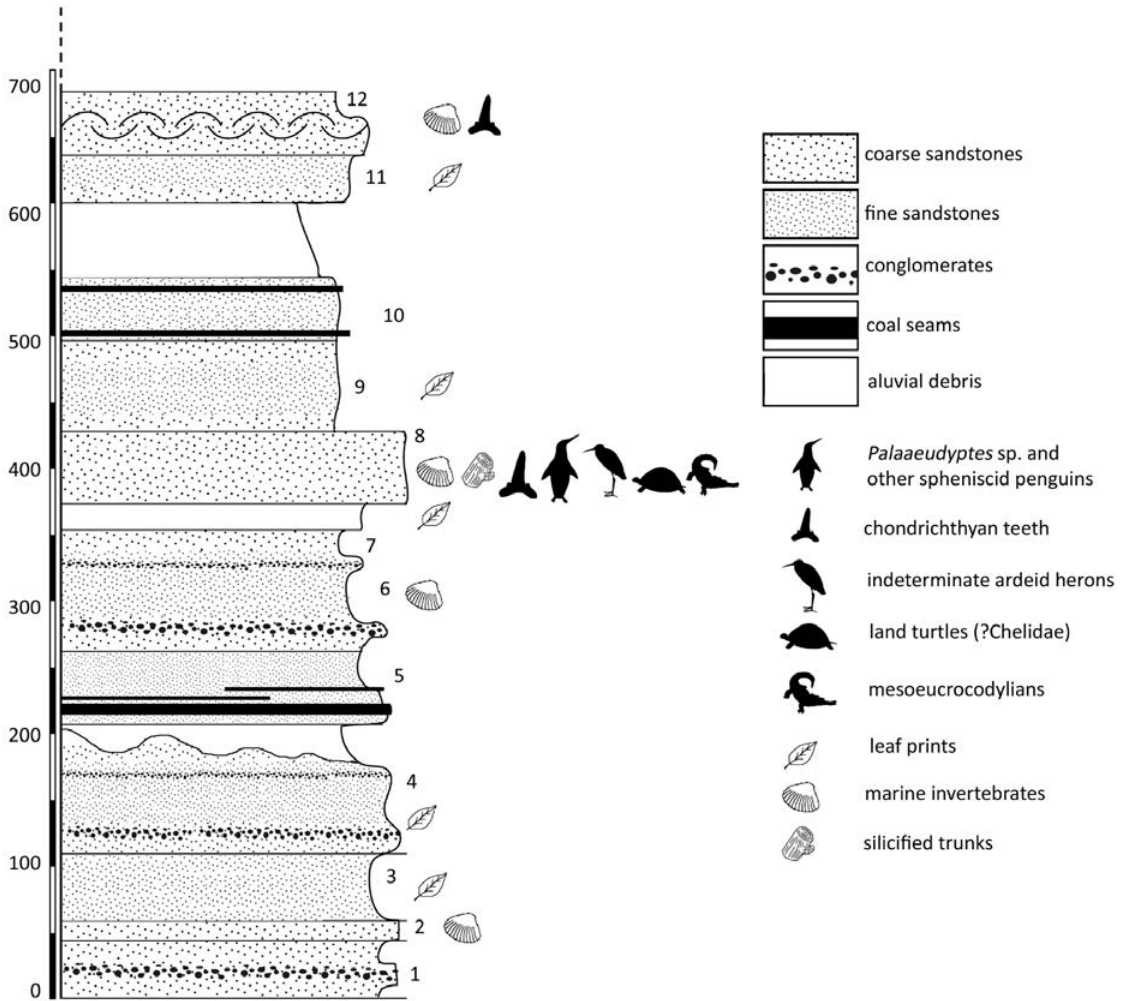 700
600
500
400
300
200
100
0
12
11
10
9
8
7
6
5
4
3
2
1
coarse sandstones
fine sandstones
conglomerates
coal seams
aluvial debris
Palaaeudyptes sp. and
other spheniscid penguins
chondrichthyan teeth
indeterminate ardeid herons
land turtles (?Chelidae)
mesoeucrocodylians
leaf prints
marine invertebrates
silicified trunks